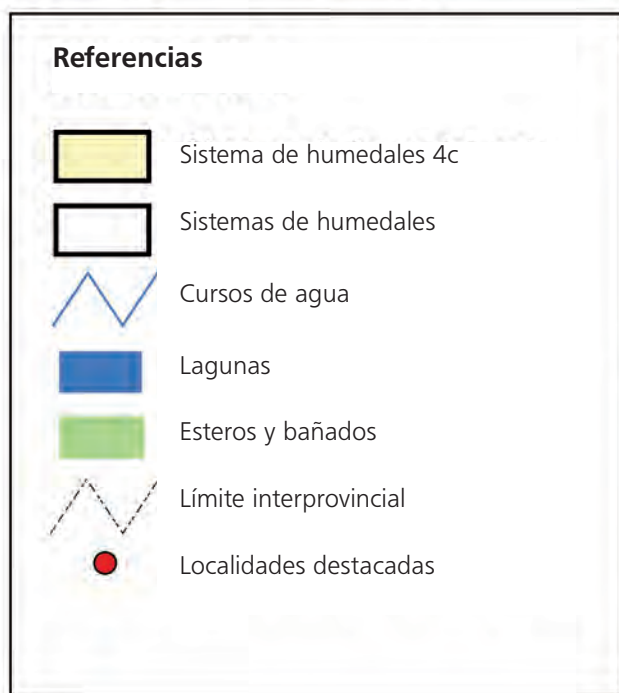 Referencias
Sistema de humedales 4c
Sistemas de humedales
Cursos de agua
Lagunas
Esteros y bañados
Límite interprovincial
Localidades destacadas